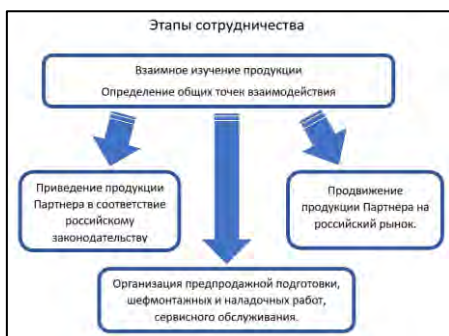 Этапы сотрудничества
Взаимное изучение продукции
Определение общих точек взаимодействия
Приведение продукции
Партнера в соответствие
российскому
законодательству
Продвижение
продукции Партнера на
российский рынок.
Организация предпродажной подготовки,
шефмонтажных и наладочных работ,
сервисного обслуживания.